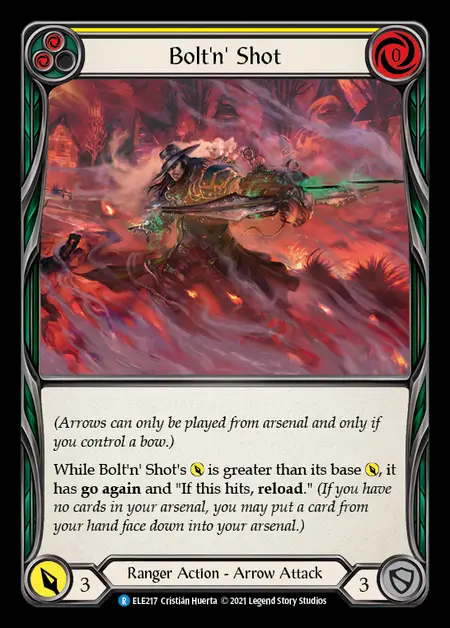 Bolt'n' Shot
0
(Arrows can only be played from arsenal and only if
you control a bow.)
While Bolt'n' Shot's is greater than its base , it
has go again and "If this hits, reload." (If you have
no cards in your arsenal, you may put a card from
your hand face down into your arsenal.)
3
Ranger Action - Arrow Attack
3
R ELE217 Cristián Huerta © 2021 Legend Story Studios